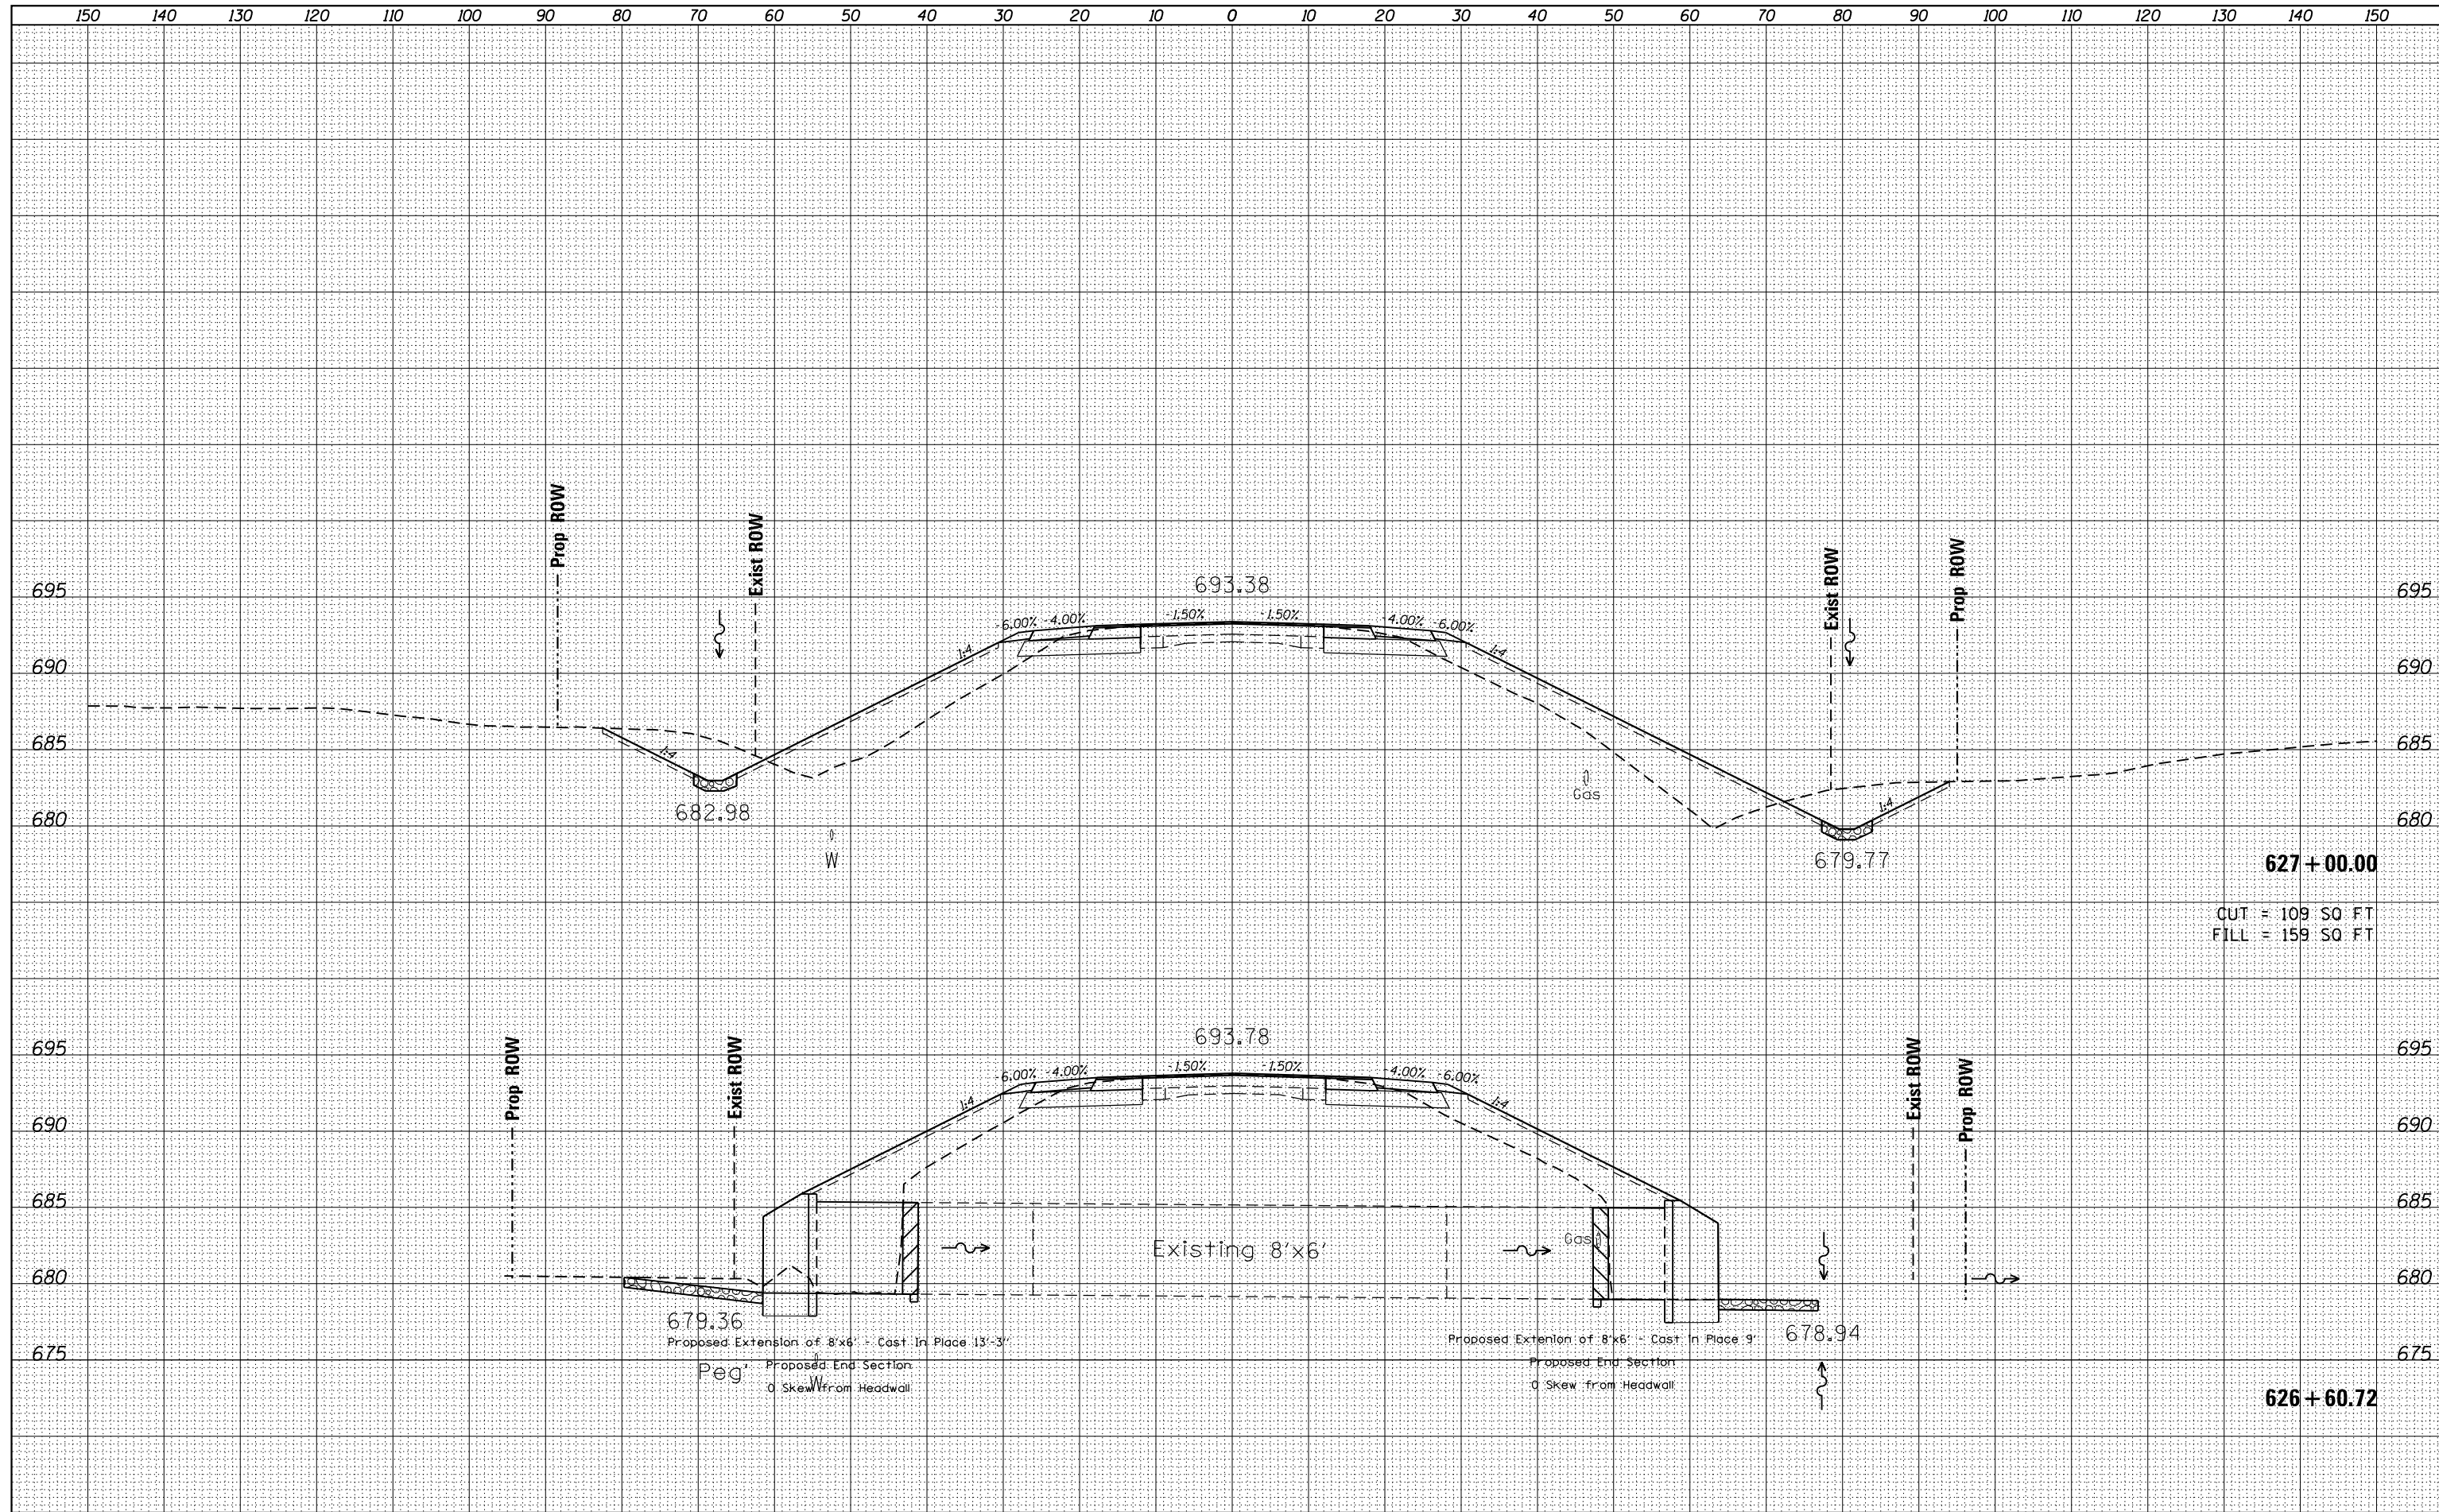 150 140 130 120 110 100 90 80 70 60 50 40 30 20 10 0 10 20 30 40 50 60 70 80 90 100 110 120 130 140 150
Prop ROW
Exist ROW
Exist ROW
Prop ROW
695 693.38 695
-6.00% -4.00% -1.50% -1.50% -4.00% -6.00%
1:4 1:4
690 690
685 1:4 685
Gas
682.98 1:4
680 680
W 679.77 627+00.00
CUT = 109 SQ FT
FILL = 159 SQ FT
Prop ROW
Exist ROW
Exist ROW
Prop ROW
695 693.78 695
-6.00% -4.00% -1.50% -1.50% -4.00% -6.00%
1:4 1:4
690 690
685 685
Existing 8'x6' Gas
680 680
679.36 678.94
Proposed Extension of 8'x6' - Cast In Place 13'-3" Proposed Extenion of 8'x6' - Cast In Place 9'
675 675
Peg' Proposed End Section Proposed End Section
W
0 Skew from Headwall 0 Skew from Headwall
626+60.72